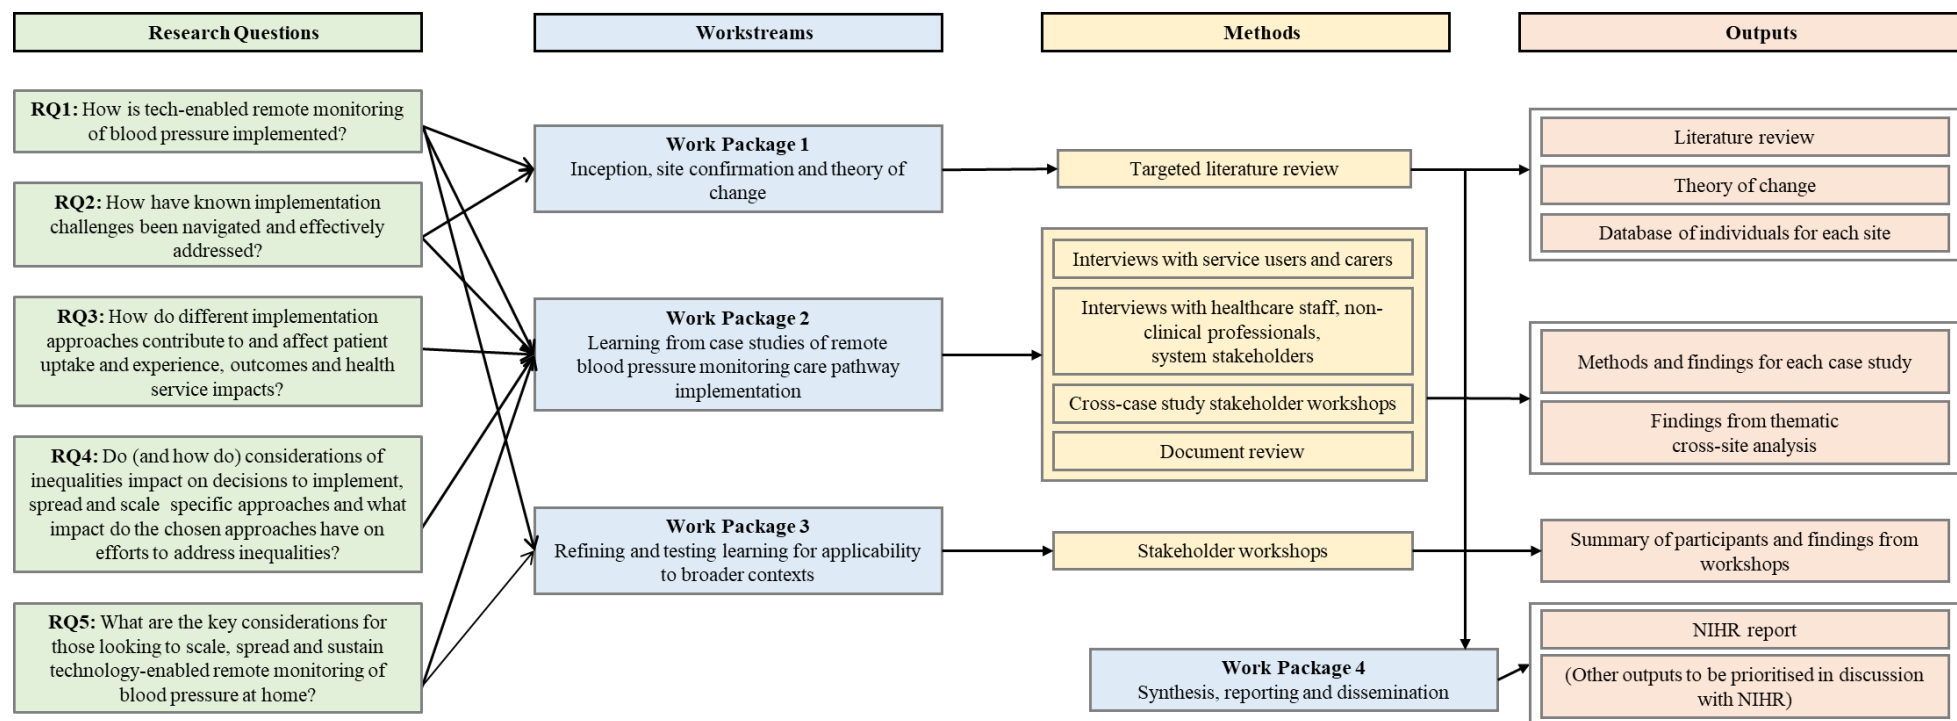 Research Questions
Workstreams
Methods
Outputs
RQ1: How is tech-enabled remote monitoring
of blood pressure implemented?
RQ2: How have known implementation
challenges been navigated and effectively
addressed?
RQ3: How do different implementation
approaches contribute to and affect patient
uptake and experience, outcomes and health
service impacts?
RQ4: Do (and how do) considerations of
inequalities impact on decisions to implement,
spread and scale specific approaches and what
impact do the chosen approaches have on
efforts to address inequalities?
RQ5: What are the key considerations for
those looking to scale, spread and sustain
technology-enabled remote monitoring of
blood pressure at home?
Work Package 1
Inception, site confirmation and theory of
change
Work Package 2
Learning from case studies of remote
blood pressure monitoring care pathway
implementation
Work Package 3
Refining and testing learning for applicability
to broader contexts
Targeted literature review
Interviews with service users and carers
Interviews with healthcare staff, non-
clinical professionals,
system stakeholders
Cross-case study stakeholder workshops
Document review
Stakeholder workshops
Work Package 4
Synthesis, reporting and dissemination
Literature review
Theory of change
Database of individuals for each site
Methods and findings for each case study
Findings from thematic
cross-site analysis
Summary of participants and findings from
workshops
NIHR report
(Other outputs to be prioritised in discussion
with NIHR)